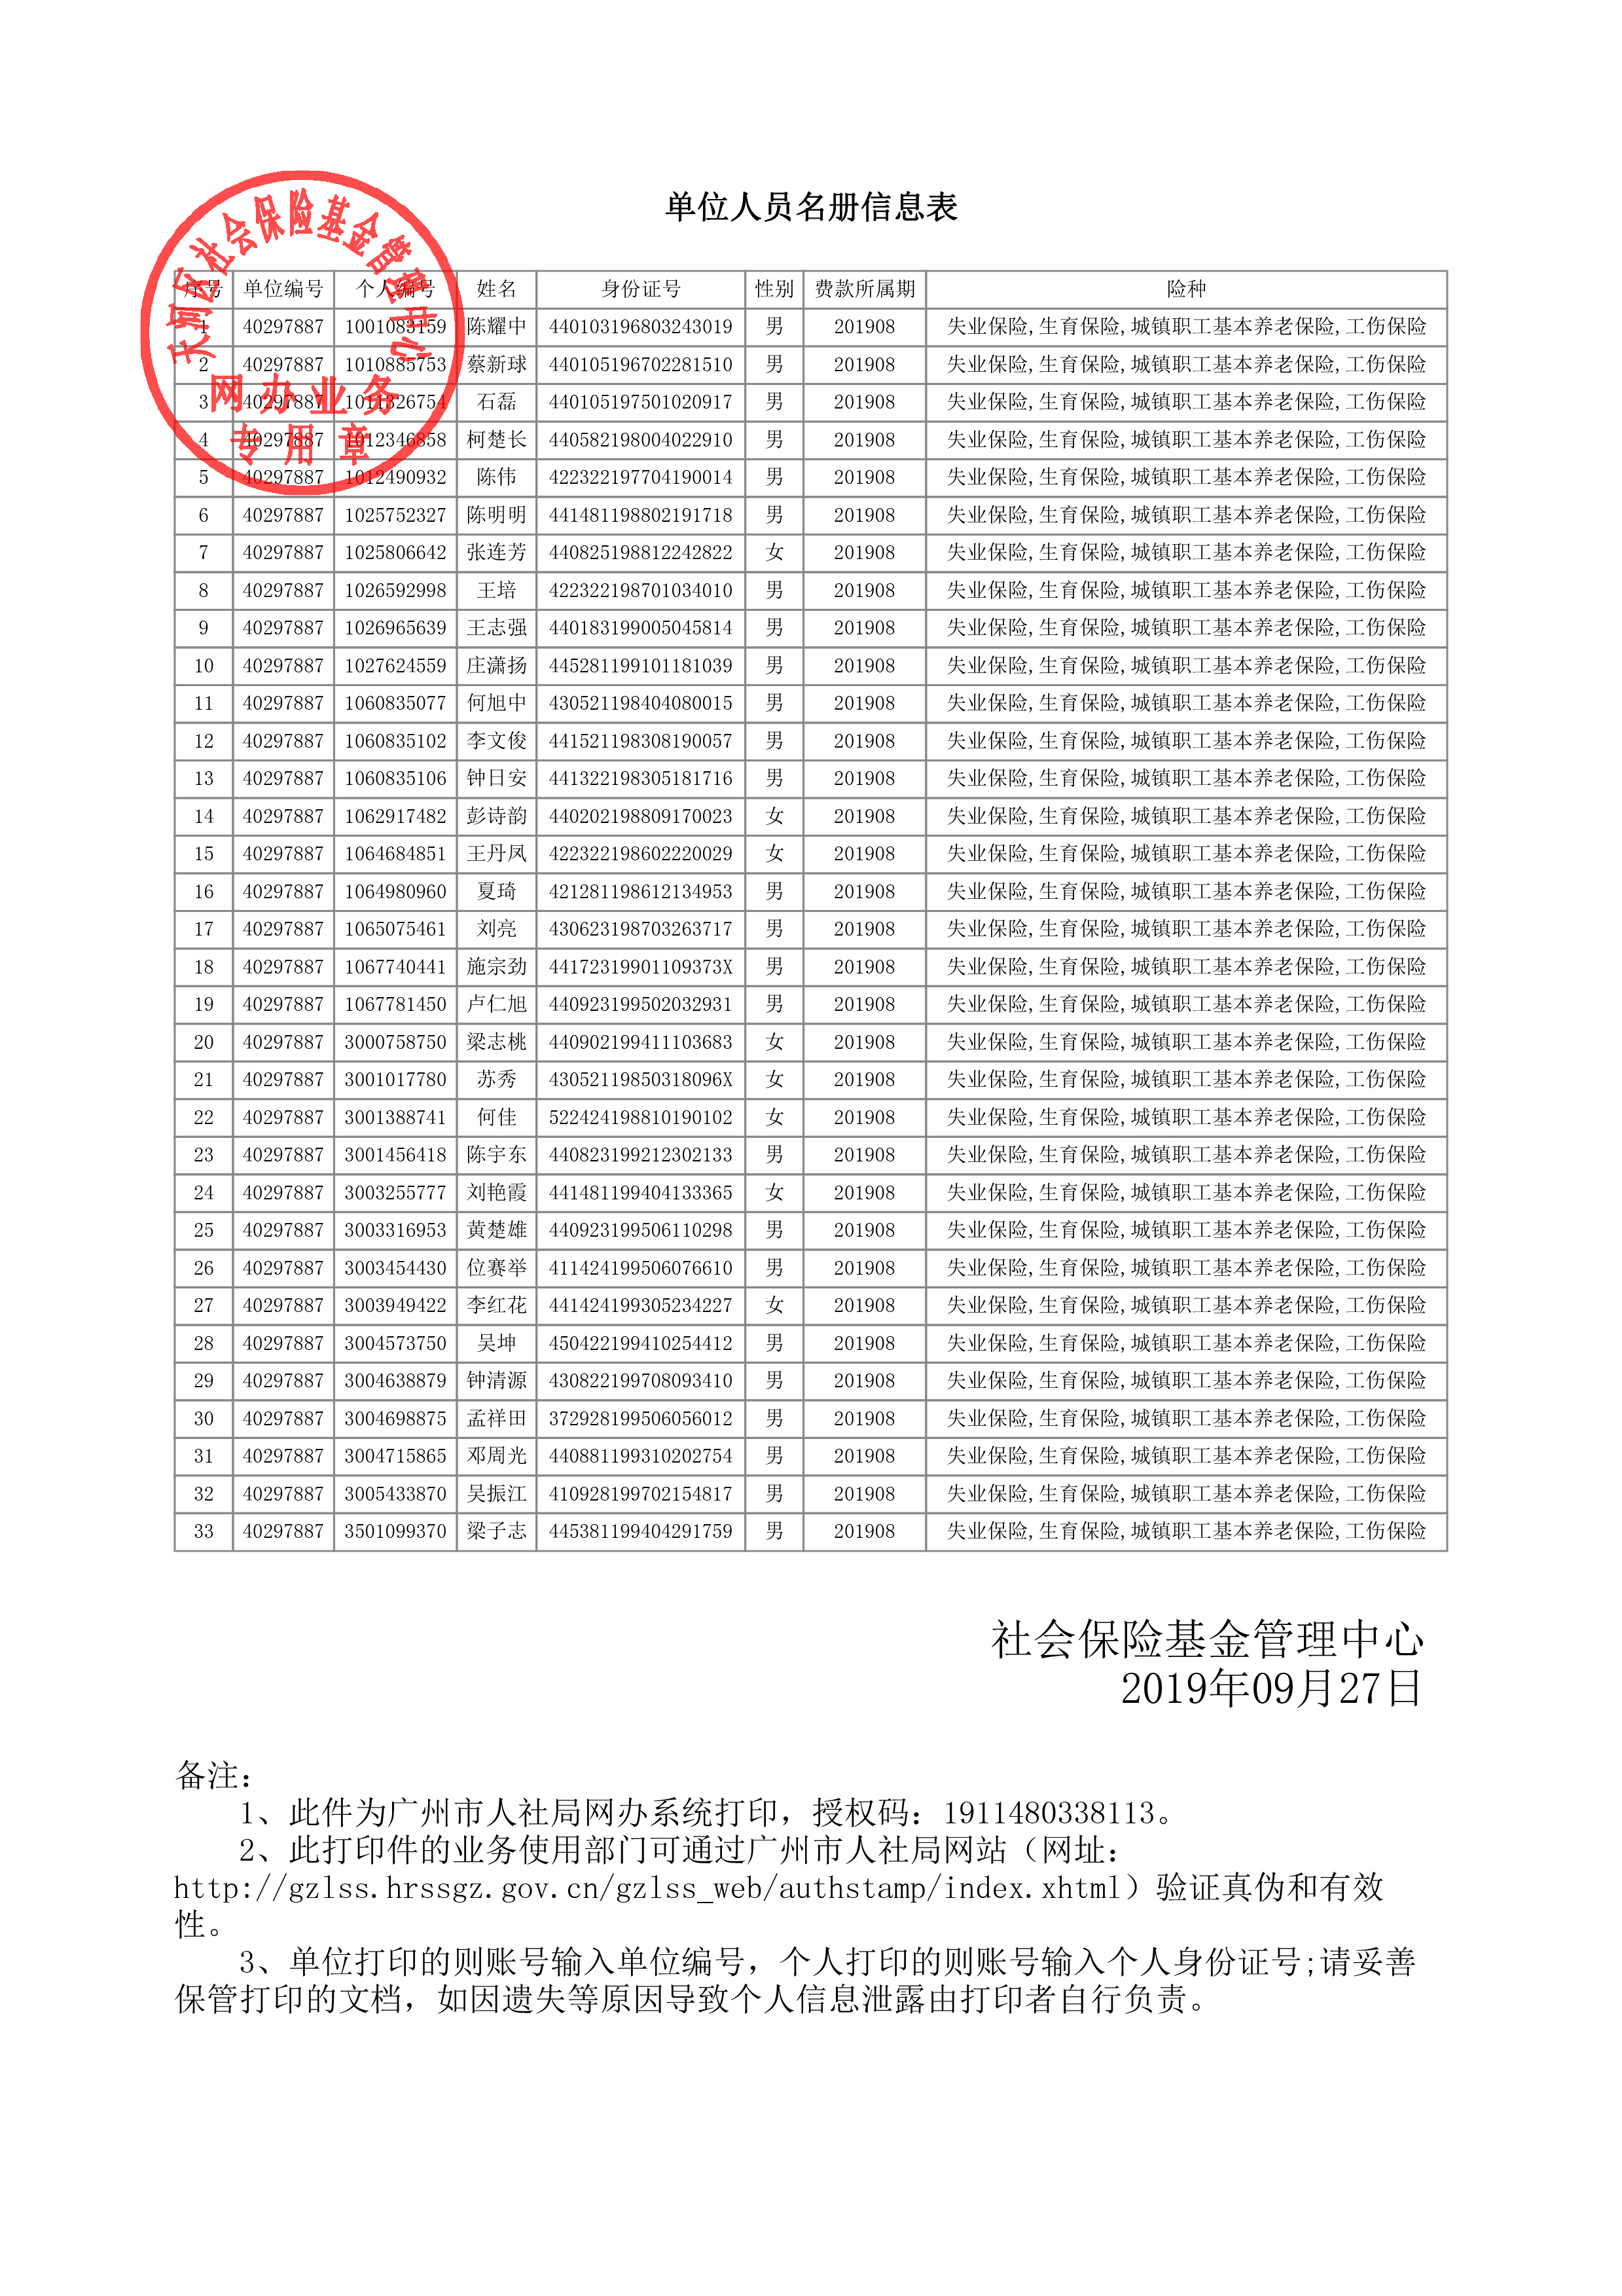 单位人员名册信息表
天河区社会保险基金管理中心
网办业务
专用章
序号 单位编号 个人编号 姓名 身份证号 性别 费款所属期 险种
1 40297887 1001083159 陈耀中 440103196803243019 男 201908 失业保险,生育保险,城镇职工基本养老保险,工伤保险
2 40297887 1010885753 蔡新球 440105196702281510 男 201908 失业保险,生育保险,城镇职工基本养老保险,工伤保险
3 40297887 1011326754 石磊 440105197501020917 男 201908 失业保险,生育保险,城镇职工基本养老保险,工伤保险
4 40297887 1012346858 柯楚长 440582198004022910 男 201908 失业保险,生育保险,城镇职工基本养老保险,工伤保险
5 40297887 1012490932 陈伟 422322197704190014 男 201908 失业保险,生育保险,城镇职工基本养老保险,工伤保险
6 40297887 1025752327 陈明明 441481198802191718 男 201908 失业保险,生育保险,城镇职工基本养老保险,工伤保险
7 40297887 1025806642 张连芳 440825198812242822 女 201908 失业保险,生育保险,城镇职工基本养老保险,工伤保险
8 40297887 1026592998 王培 422322198701034010 男 201908 失业保险,生育保险,城镇职工基本养老保险,工伤保险
9 40297887 1026965639 王志强 440183199005045814 男 201908 失业保险,生育保险,城镇职工基本养老保险,工伤保险
10 40297887 1027624559 庄潇扬 445281199101181039 男 201908 失业保险,生育保险,城镇职工基本养老保险,工伤保险
11 40297887 1060835077 何旭中 430521198404080015 男 201908 失业保险,生育保险,城镇职工基本养老保险,工伤保险
12 40297887 1060835102 李文俊 441521198308190057 男 201908 失业保险,生育保险,城镇职工基本养老保险,工伤保险
13 40297887 1060835106 钟日安 441322198305181716 男 201908 失业保险,生育保险,城镇职工基本养老保险,工伤保险
14 40297887 1062917482 彭诗韵 440202198809170023 女 201908 失业保险,生育保险,城镇职工基本养老保险,工伤保险
15 40297887 1064684851 王丹凤 422322198602220029 女 201908 失业保险,生育保险,城镇职工基本养老保险,工伤保险
16 40297887 1064980960 夏琦 421281198612134953 男 201908 失业保险,生育保险,城镇职工基本养老保险,工伤保险
17 40297887 1065075461 刘亮 430623198703263717 男 201908 失业保险,生育保险,城镇职工基本养老保险,工伤保险
18 40297887 1067740441 施宗劲 44172319901109373X 男 201908 失业保险,生育保险,城镇职工基本养老保险,工伤保险
19 40297887 1067781450 卢仁旭 440923199502032931 男 201908 失业保险,生育保险,城镇职工基本养老保险,工伤保险
20 40297887 3000758750 梁志桃 440902199411103683 女 201908 失业保险,生育保险,城镇职工基本养老保险,工伤保险
21 40297887 3001017780 苏秀 43052119850318096X 女 201908 失业保险,生育保险,城镇职工基本养老保险,工伤保险
22 40297887 3001388741 何佳 522424198810190102 女 201908 失业保险,生育保险,城镇职工基本养老保险,工伤保险
23 40297887 3001456418 陈宇东 440823199212302133 男 201908 失业保险,生育保险,城镇职工基本养老保险,工伤保险
24 40297887 3003255777 刘艳霞 441481199404133365 女 201908 失业保险,生育保险,城镇职工基本养老保险,工伤保险
25 40297887 3003316953 黄楚雄 440923199506110298 男 201908 失业保险,生育保险,城镇职工基本养老保险,工伤保险
26 40297887 3003454430 位赛举 411424199506076610 男 201908 失业保险,生育保险,城镇职工基本养老保险,工伤保险
27 40297887 3003949422 李红花 441424199305234227 女 201908 失业保险,生育保险,城镇职工基本养老保险,工伤保险
28 40297887 3004573750 吴坤 450422199410254412 男 201908 失业保险,生育保险,城镇职工基本养老保险,工伤保险
29 40297887 3004638879 钟清源 430822199708093410 男 201908 失业保险,生育保险,城镇职工基本养老保险,工伤保险
30 40297887 3004698875 孟祥田 372928199506056012 男 201908 失业保险,生育保险,城镇职工基本养老保险,工伤保险
31 40297887 3004715865 邓周光 440881199310202754 男 201908 失业保险,生育保险,城镇职工基本养老保险,工伤保险
32 40297887 3005433870 吴振江 410928199702154817 男 201908 失业保险,生育保险,城镇职工基本养老保险,工伤保险
33 40297887 3501099370 梁子志 445381199404291759 男 201908 失业保险,生育保险,城镇职工基本养老保险,工伤保险
社会保险基金管理中心
2019年09月27日
备注：
1、此件为广州市人社局网办系统打印，授权码：1911480338113。
2、此打印件的业务使用部门可通过广州市人社局网站（网址：
http://gzlss.hrssgz.gov.cn/gzlss_web/authstamp/index.xhtml）验证真伪和有效
性。
3、单位打印的则账号输入单位编号，个人打印的则账号输入个人身份证号;请妥善
保管打印的文档，如因遗失等原因导致个人信息泄露由打印者自行负责。